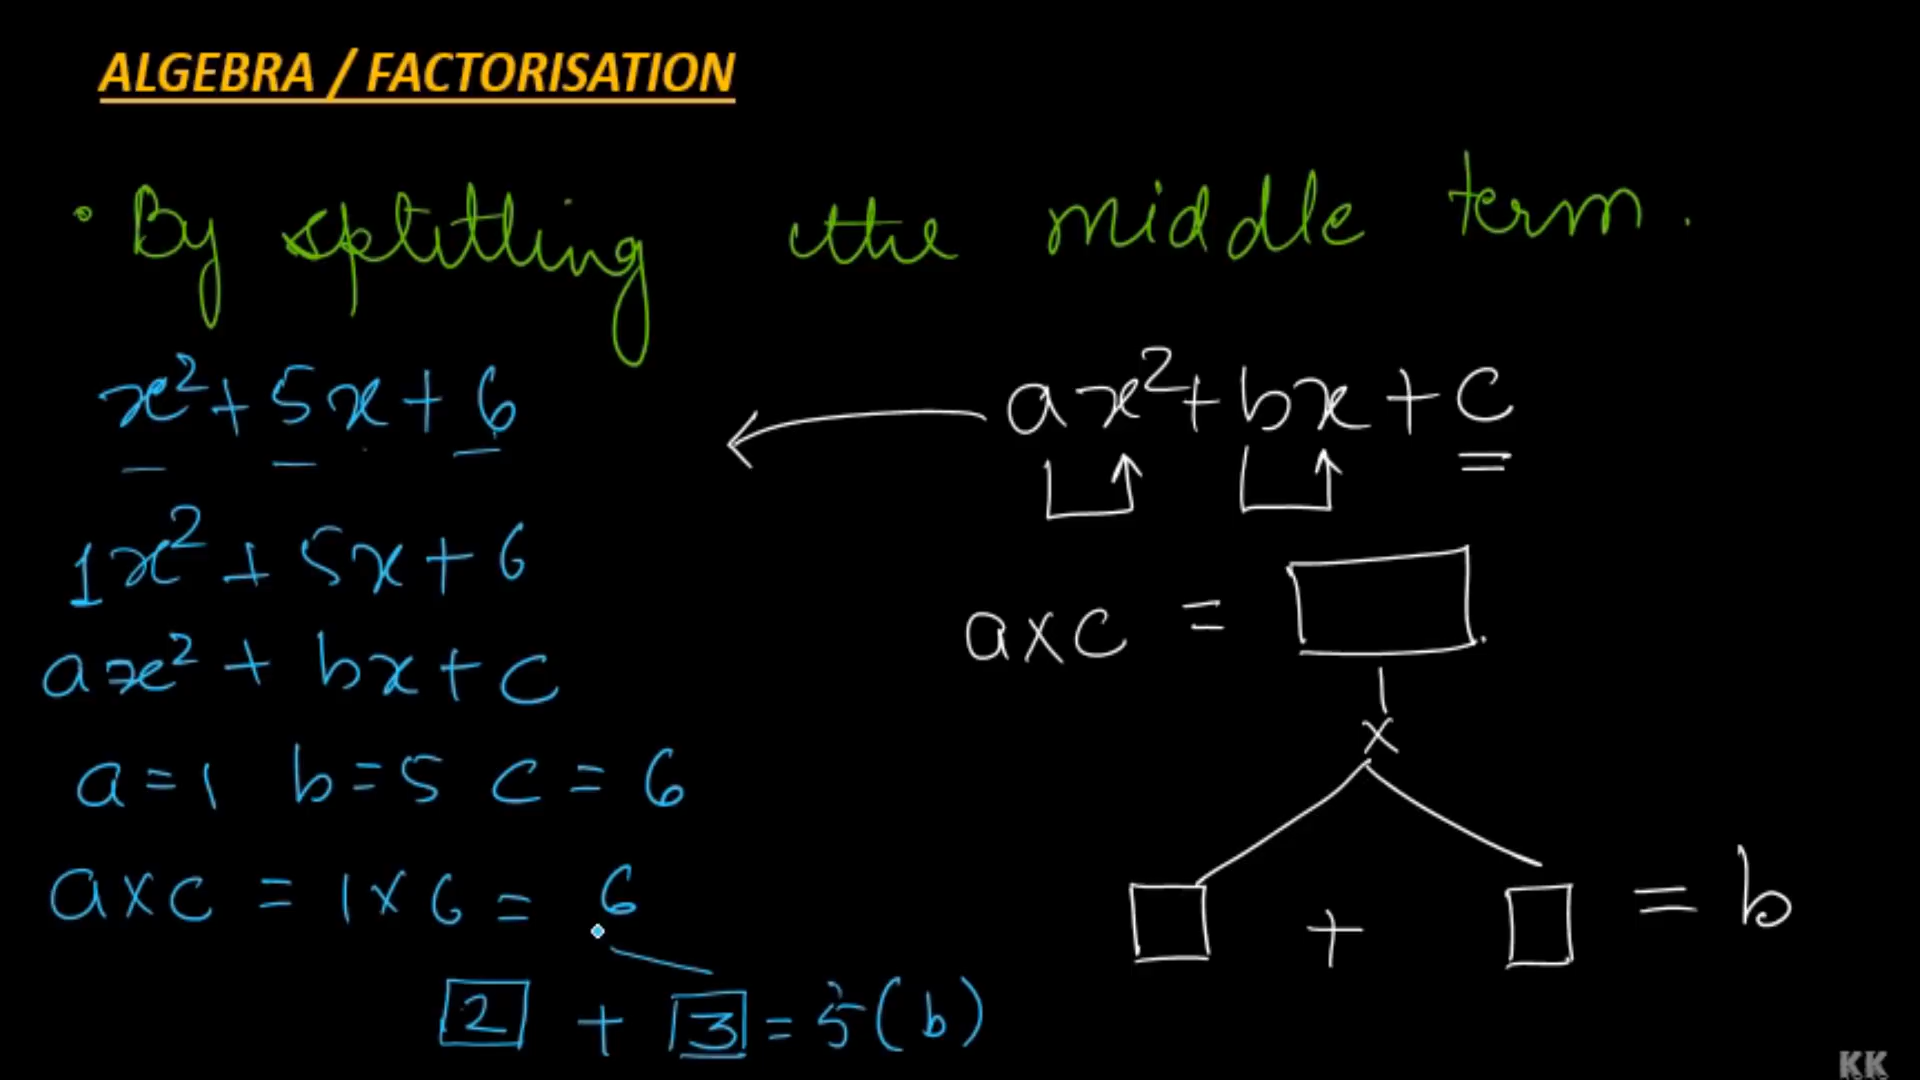 ALGEBRA / FACTORISATION
• By splitting the middle term.
x² + 5x + 6
1x² + 5x + 6
ax² + bx + c
a = 1 b = 5 c = 6
a x c = 1 x 6 = 6
2 + 3 = 5 (b)
ax² + bx + c
a x c =
x
+ = b
KK